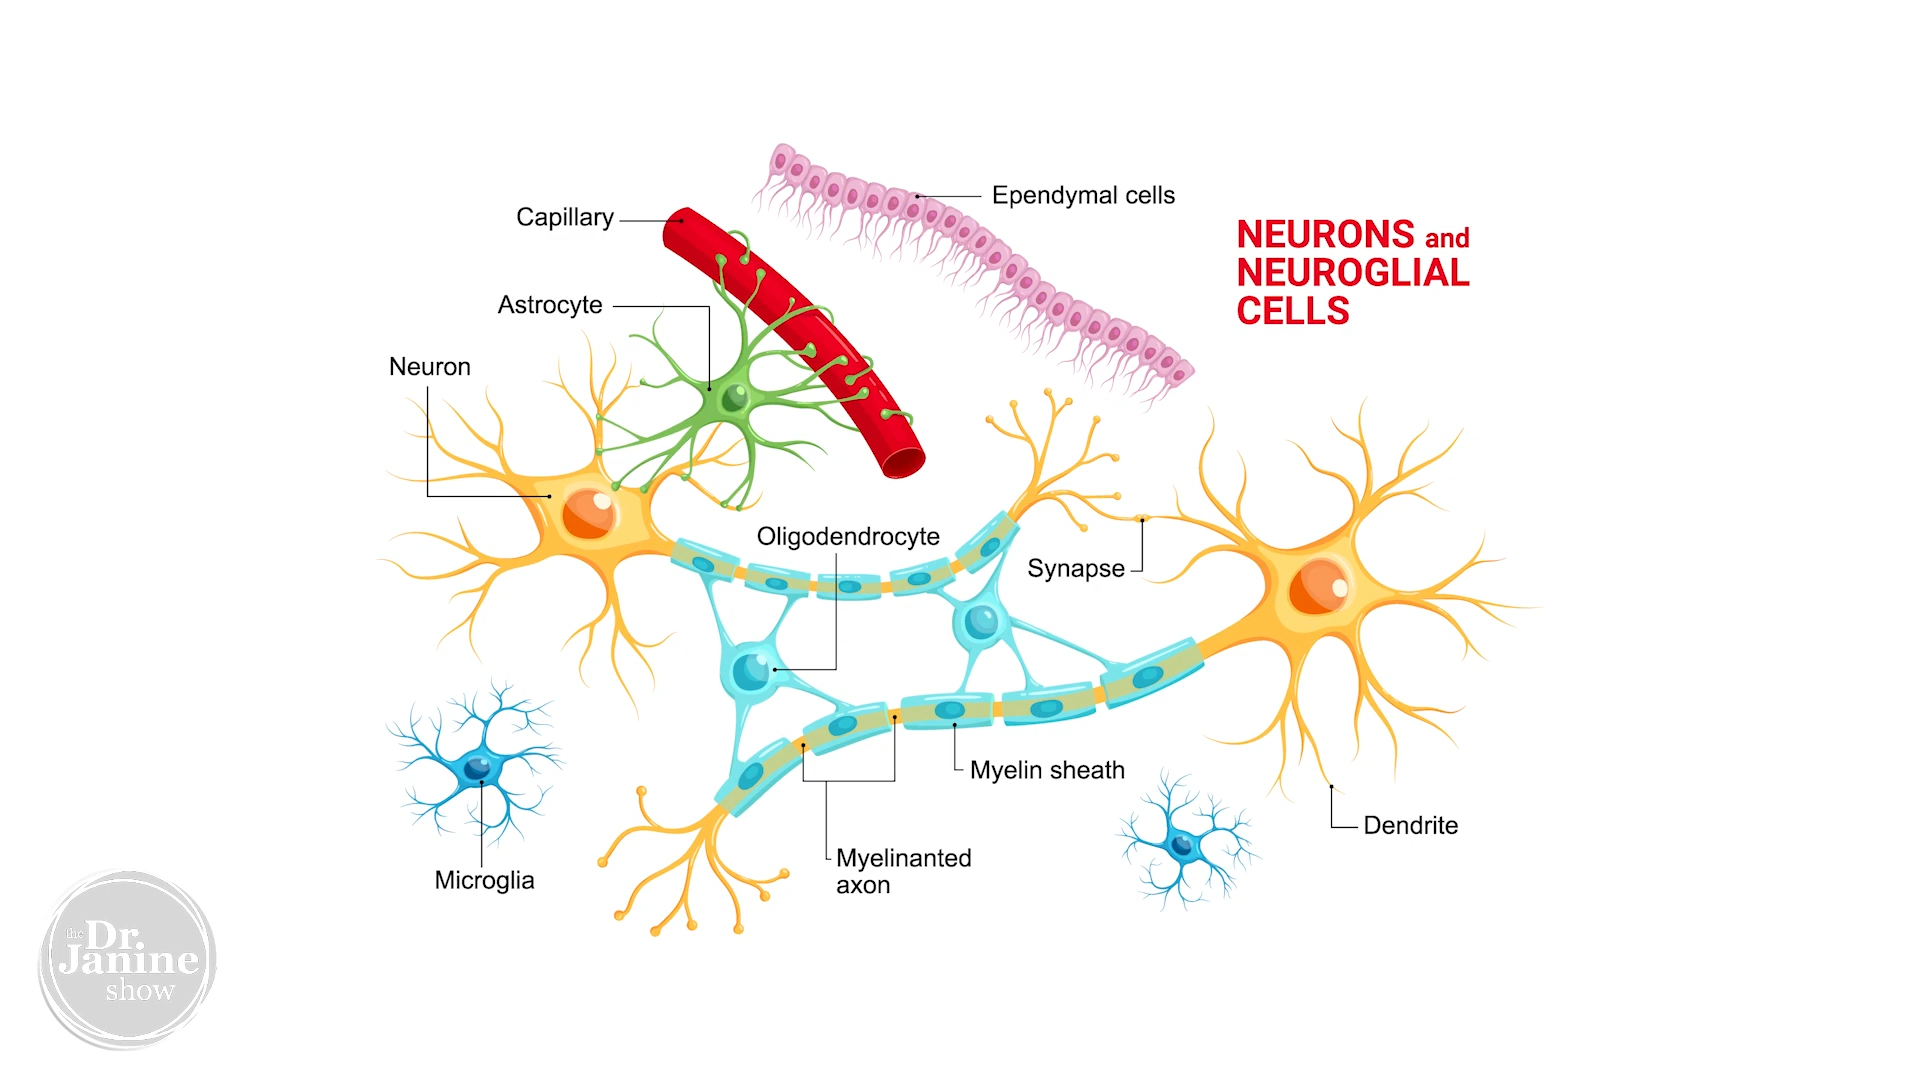 Ependymal cells
Capillary
NEURONS and
NEUROGLIAL
CELLS
Astrocyte
Neuron
Oligodendrocyte
Synapse
Myelin sheath
Dendrite
Myelinanted
axon
Microglia
the Dr.
Janine
show